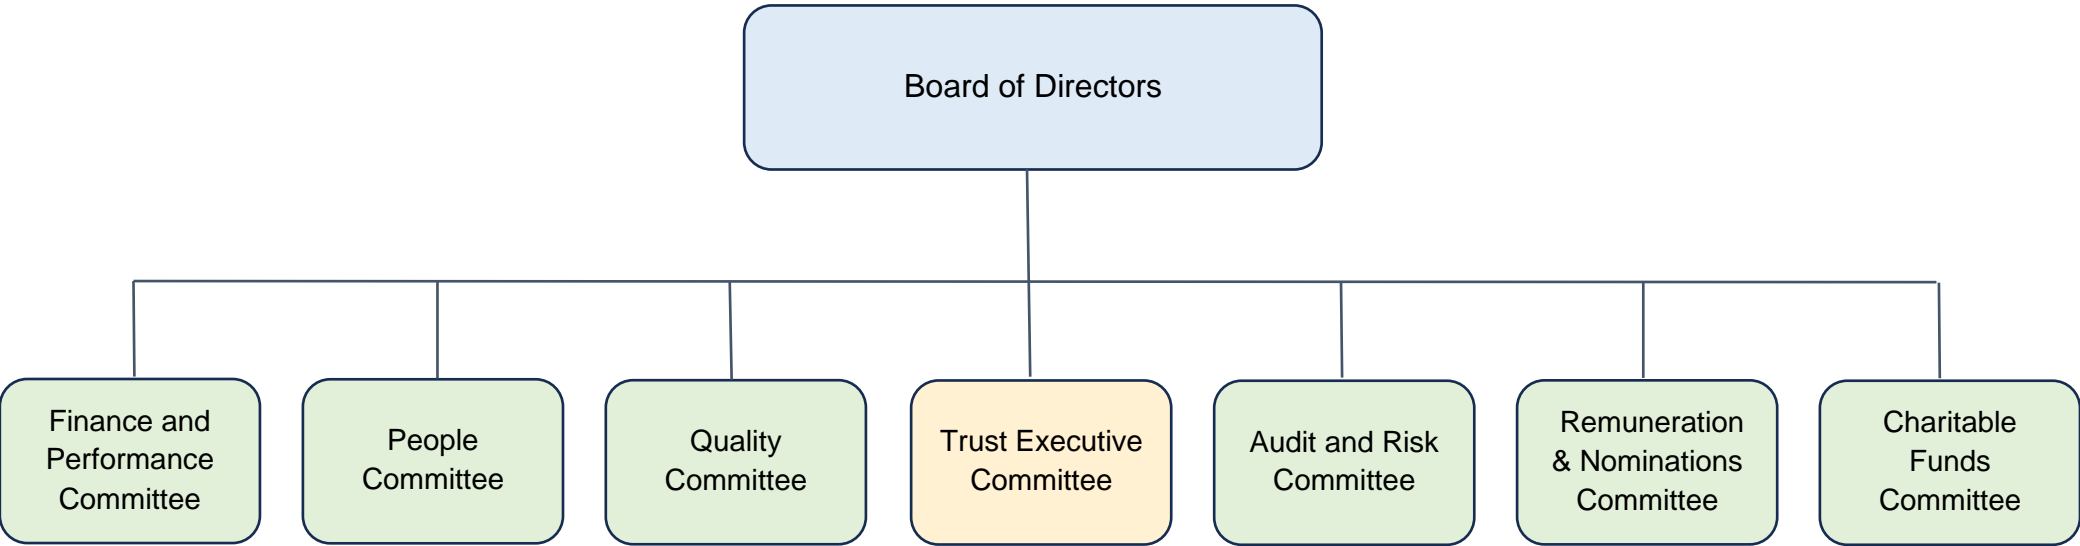 Board of Directors
Finance and
Performance
Committee
People
Committee
Quality
Committee
Trust Executive
Committee
Audit and Risk
Committee
Remuneration
& Nominations
Committee
Charitable
Funds
Committee